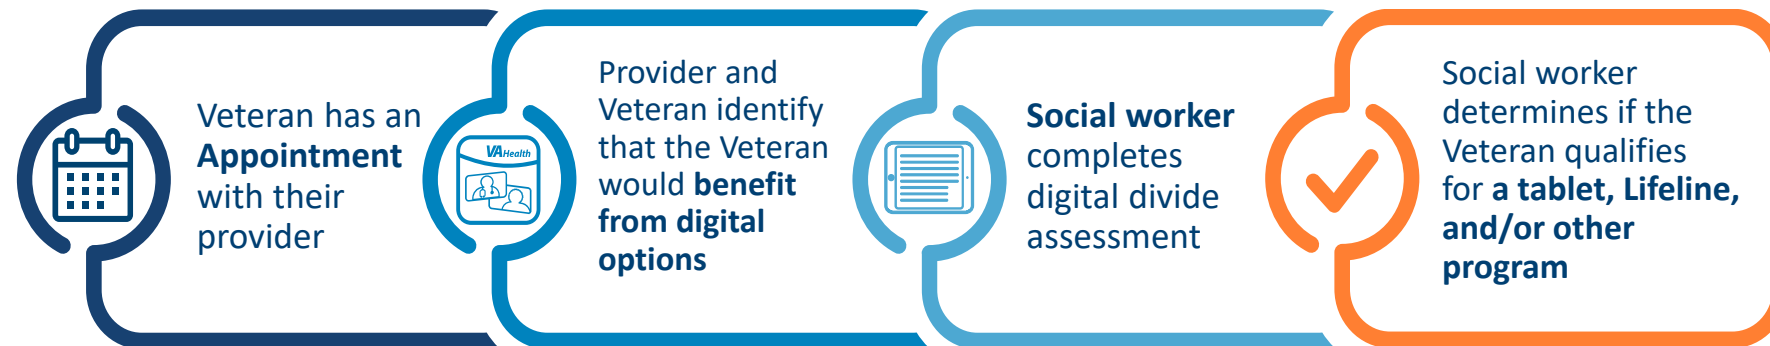 Veteran has an
Appointment
with their
provider
VAHealth
Provider and
Veteran identify
that the Veteran
would benefit
from digital
options
Social worker
completes
digital divide
assessment
Social worker
determines if the
Veteran qualifies
for a tablet, Lifeline,
and/or other
program